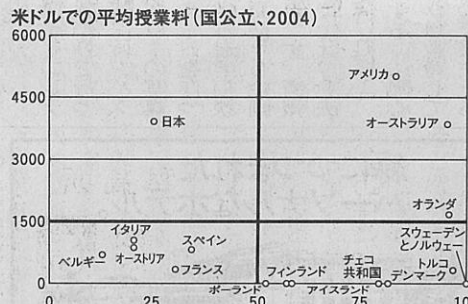 米ドルでの平均授業料(国公立、2004)
6000
アメリカ
4500
日本
オーストラリア
3000
オランダ
1500
イタリア
スウェーデン
とノルウェー
スペイン
ベルギー
オーストリア
チェコ
共和国
フィンランド
トルコ
フランス
デンマーク
ポーランド
アイスランド
0
0
25
50
75
100